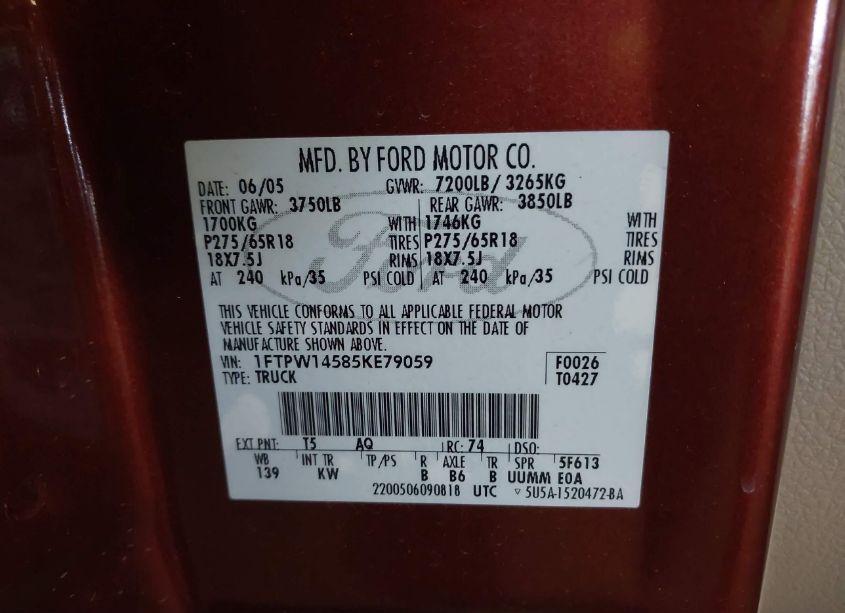 MFD. BY FORD MOTOR CO.
DATE: 06/05 GVWR: 7200LB/ 3265KG
FRONT GAWR: 3750LB REAR GAWR: 3850LB
1700KG WITH 1746KG WITH
P275/65R18 TIRES P275/65R18 TIRES
18X7.5J RIMS 18X7.5J RIMS
AT 240 kPa/35 PSI COLD AT 240 kPa/35 PSI COLD
Ford
THIS VEHICLE CONFORMS TO ALL APPLICABLE FEDERAL MOTOR
VEHICLE SAFETY STANDARDS IN EFFECT ON THE DATE OF
MANUFACTURE SHOWN ABOVE.
VIN: 1FTPW14585KE79059 F0026
TYPE: TRUCK T0427
EXT PNT: T5 AQ RC: 74 DSO:
WB INT TR TP/PS R AXLE TR SPR 5F613
139 KW B B6 B UUMM EOA
2200506090818 UTC ▽ 5U5A-1520472-BA